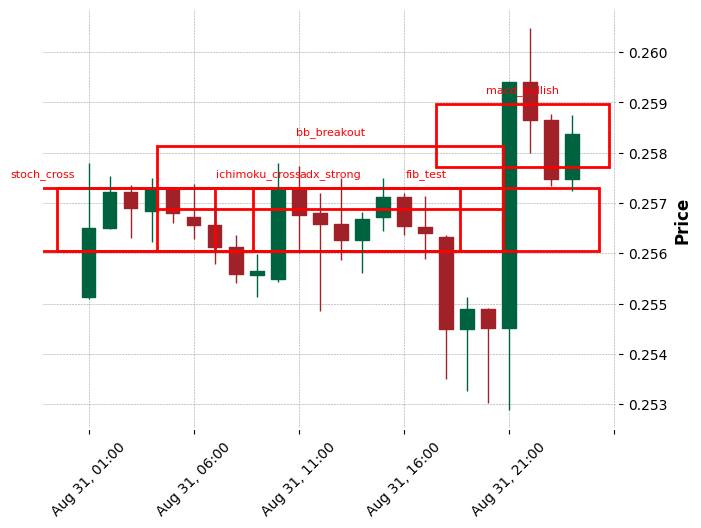 0.260
macd_bullish
0.259
bb_breakout
0.258
stoch_cross
ichimoku_cross
adx_strong
fib_test
0.257
0.256
0.255
0.254
0.253
Price
Aug 31, 01:00
Aug 31, 06:00
Aug 31, 11:00
Aug 31, 16:00
Aug 31, 21:00